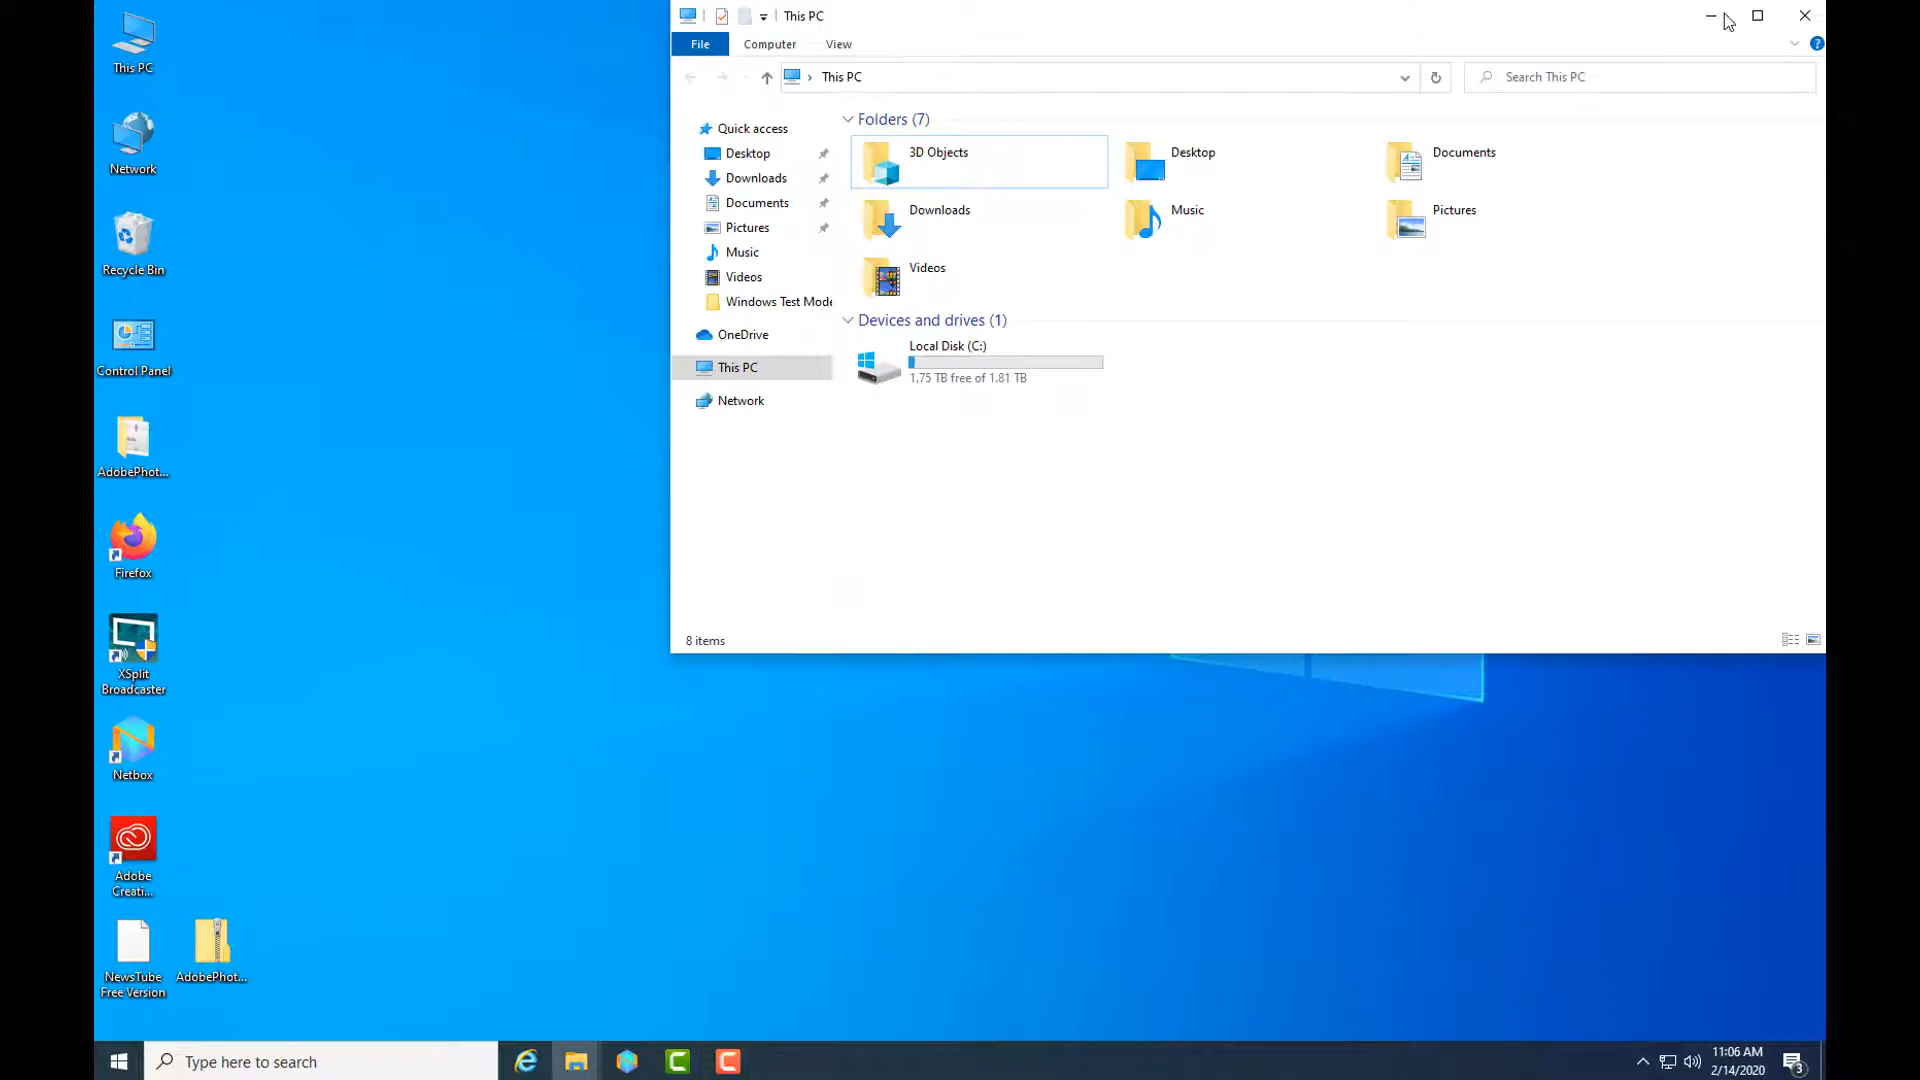 This PC
Network
Recycle Bin
Control Panel
AdobePhot...
Firefox
XSplit
Broadcaster
Netbox
Adobe
Creati...
NewsTube
Free Version
AdobePhot...
This PC
File
Computer
View
This PC
Search This PC
Quick access
Desktop
Downloads
Documents
Pictures
Music
Videos
Windows Test Mode
OneDrive
This PC
Network
Folders (7)
3D Objects
Desktop
Documents
Downloads
Music
Pictures
Videos
Devices and drives (1)
Local Disk (C:)
1.75 TB free of 1.81 TB
8 items
Type here to search
11:06 AM
2/14/2020
3